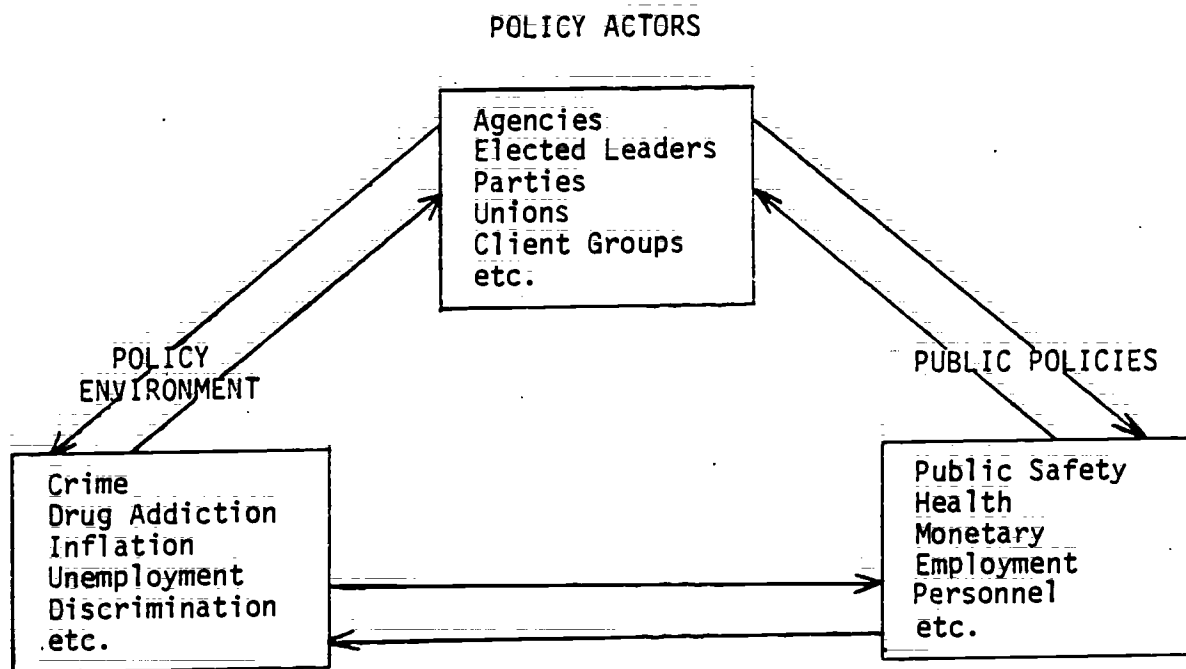 POLICY ACTORS
Agencies
Elected Leaders
Parties
Unions
Client Groups
etc.
POLICY
ENVIRONMENT
PUBLIC POLICIES
Crime
Drug Addiction
Inflation
Unemployment
Discrimination
etc.
Public Safety
Health
Monetary
Employment
Personnel
etc.